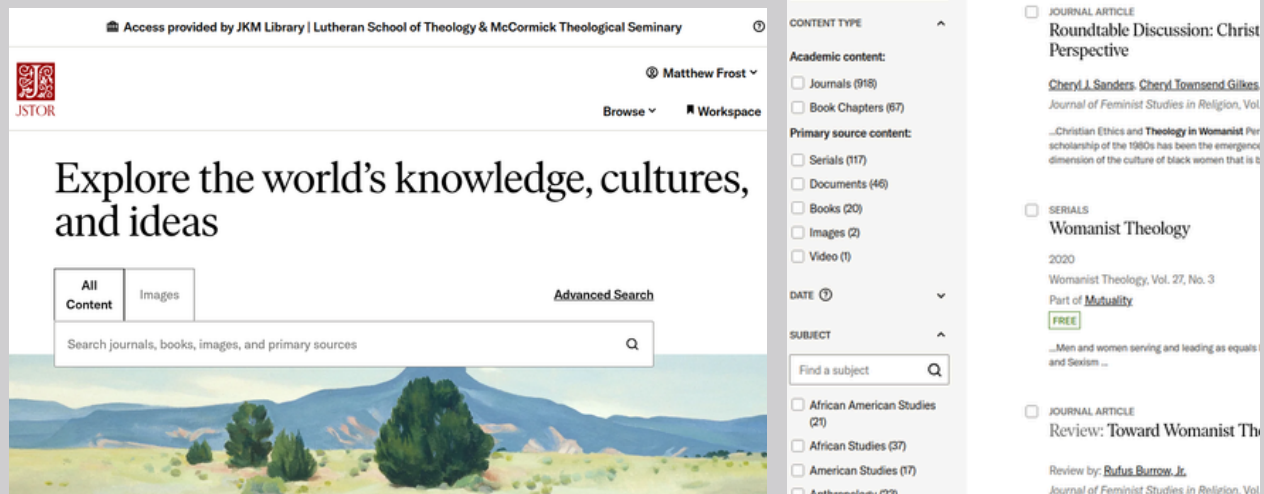 Access provided by JKM Library | Lutheran School of Theology & McCormick Theological Seminary
JSTOR
Matthew Frost
Browse
Workspace
Explore the world's knowledge, cultures,
and ideas
All
Content
Images
Advanced Search
Search journals, books, images, and primary sources
CONTENT TYPE
Academic content:
Journals (918)
Book Chapters (67)
Primary source content:
Serials (117)
Documents (46)
Books (20)
Images (2)
Video (1)
DATE
SUBJECT
Find a subject
African American Studies
(21)
African Studies (37)
American Studies (17)
JOURNAL ARTICLE
Roundtable Discussion: Christ
Perspective
Cheryl J. Sanders, Cheryl Townsend Gilkes,
Journal of Feminist Studies in Religion, Vol.
...Christian Ethics and Theology in Womanist Per
scholarship of the 1980s has been the emergence
dimension of the culture of black women that is b
SERIALS
Womanist Theology
2020
Womanist Theology, Vol. 27, No. 3
Part of Mutuality
FREE
...Men and women serving and leading as equals
and Sexism ...
JOURNAL ARTICLE
Review: Toward Womanist Th
Review by: Rufus Burrow, Jr.
Journal of Feminist Studies in Religion, Vol